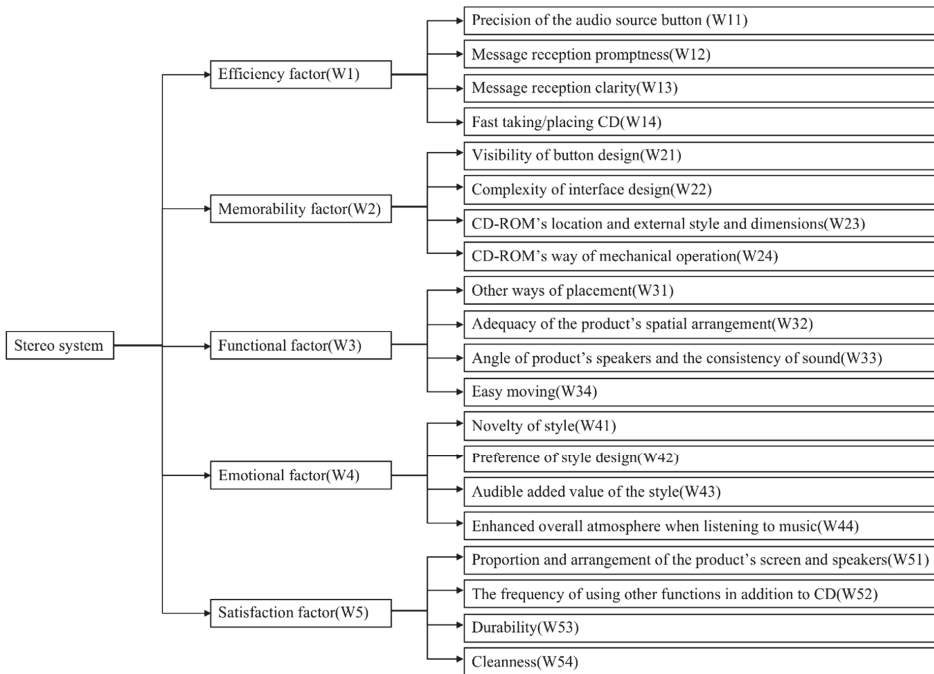 Stereo system
Efficiency factor(W1)
Precision of the audio source button (W11)
Message reception promptness(W12)
Message reception clarity(W13)
Fast taking/placing CD(W14)
Memorability factor(W2)
Visibility of button design(W21)
Complexity of interface design(W22)
CD-ROM’s location and external style and dimensions(W23)
CD-ROM’s way of mechanical operation(W24)
Functional factor(W3)
Other ways of placement(W31)
Adequacy of the product’s spatial arrangement(W32)
Angle of product’s speakers and the consistency of sound(W33)
Easy moving(W34)
Emotional factor(W4)
Novelty of style(W41)
Preference of style design(W42)
Audible added value of the style(W43)
Enhanced overall atmosphere when listening to music(W44)
Satisfaction factor(W5)
Proportion and arrangement of the product’s screen and speakers(W51)
The frequency of using other functions in addition to CD(W52)
Durability(W53)
Cleanness(W54)